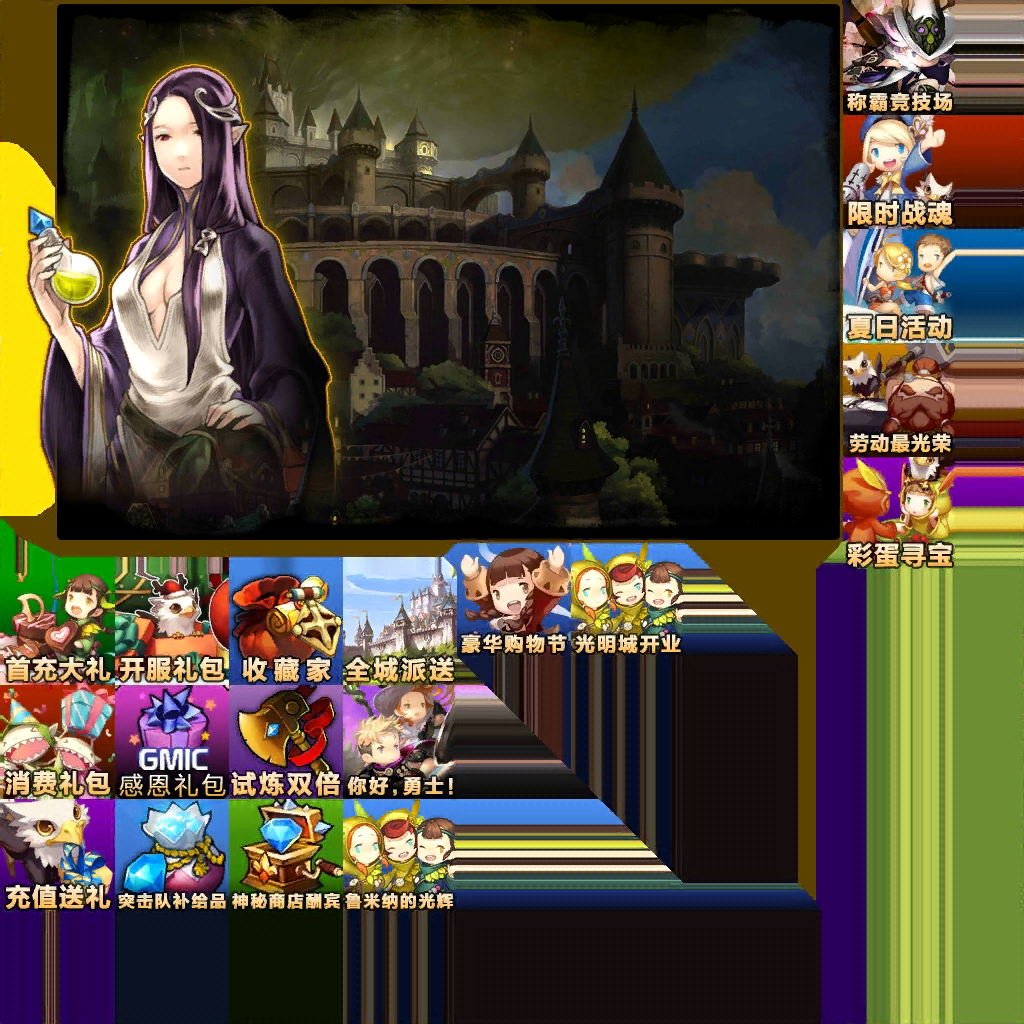 称霸竞技场
限时战魂
夏日活动
劳动最光荣
彩蛋寻宝
豪华购物节
光明城开业
首充大礼
开服礼包
收藏家
全城派送
消费礼包
GMIC
感恩礼包
试炼双倍
你好,勇士!
充值送礼
突击队补给品
神秘商店酬宾
鲁米纳的光辉